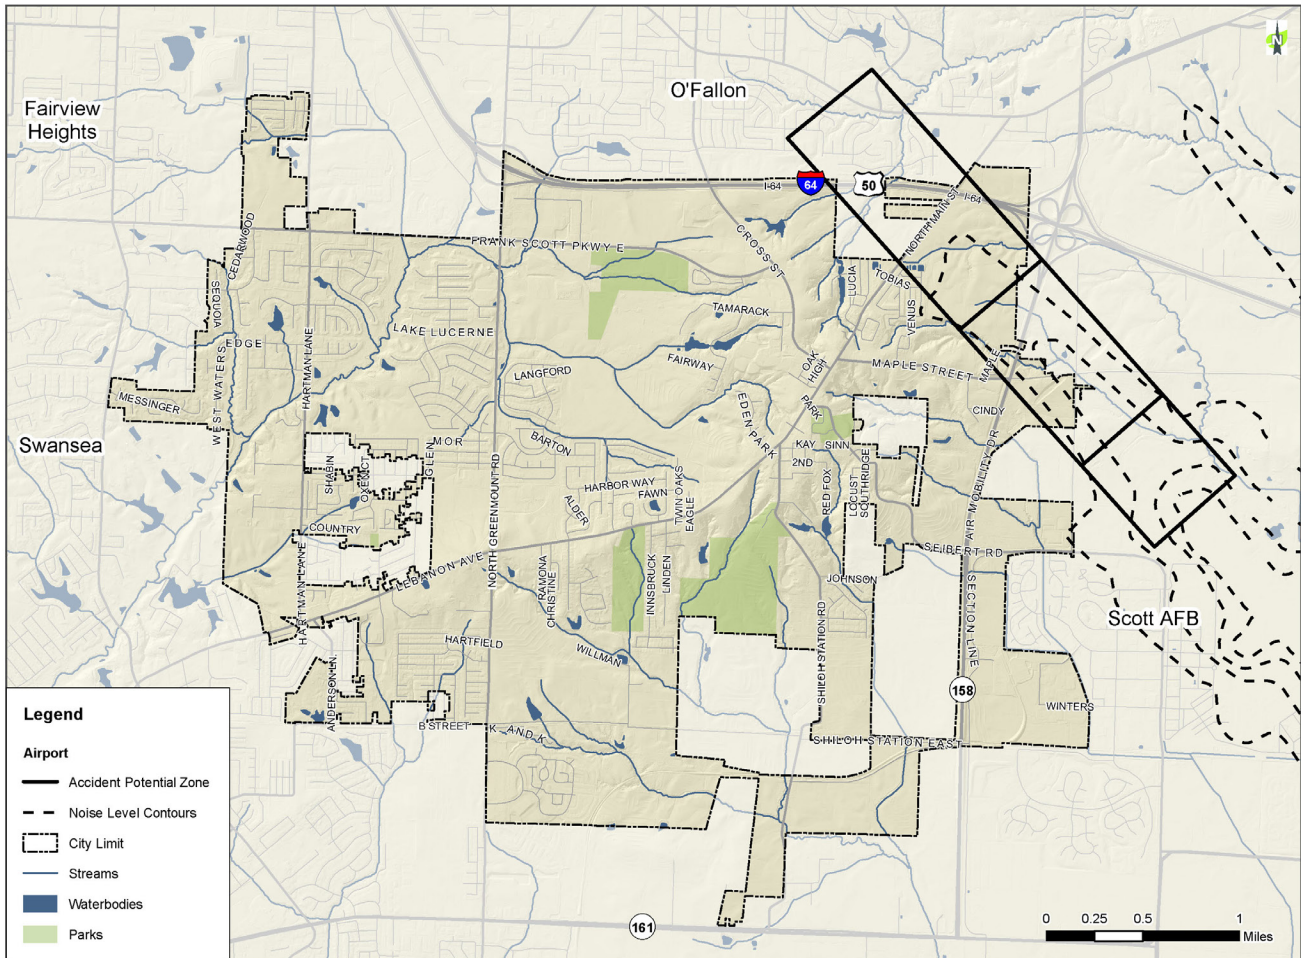 N
O'Fallon
Fairview
Heights
I-64
64
50
I-64
NORTH MAIN ST
CEDARWOOD
FRANK SCOTT PKWY E
CROSS ST
SEQUOIA
LUCIA
TOBIAS
VENUS
TAMARACK
LAKE LUCERNE
EDGE
WEST WATERS
HARTMAN LANE
FAIRWAY
OAK
HIGH
MAPLE STREET
MAPLE
LANGFORD
MESSINGER
EDEN PARK
PARK
CINDY
Swansea
GLEN
MOR
BARTON
KAY
SINN
2ND
SHABIN
HARBOR WAY
FAWN
ALDER
TWIN OAKS
EAGLE
RED FOX
LOCUST
SOUTHRIDGE
AIR MOBILITY DR
COUNTRY
NORTH GREENMOUNT RD
SEIBERT RD
HARTMAN LANE
LEBANON AVE
RAMONA
CHRISTINE
INNSBRUCK
LINDEN
JOHNSON
SECTION LINE
Scott AFB
HARTFIELD
WILLMAN
SHILOH STATION RD
158
ANDERSON LN.
B STREET
K AND K
WINTERS
SHILOH STATION EAST
161
Legend
Airport
Accident Potential Zone
Noise Level Contours
City Limit
Streams
Waterbodies
Parks
0 0.25 0.5 1
Miles